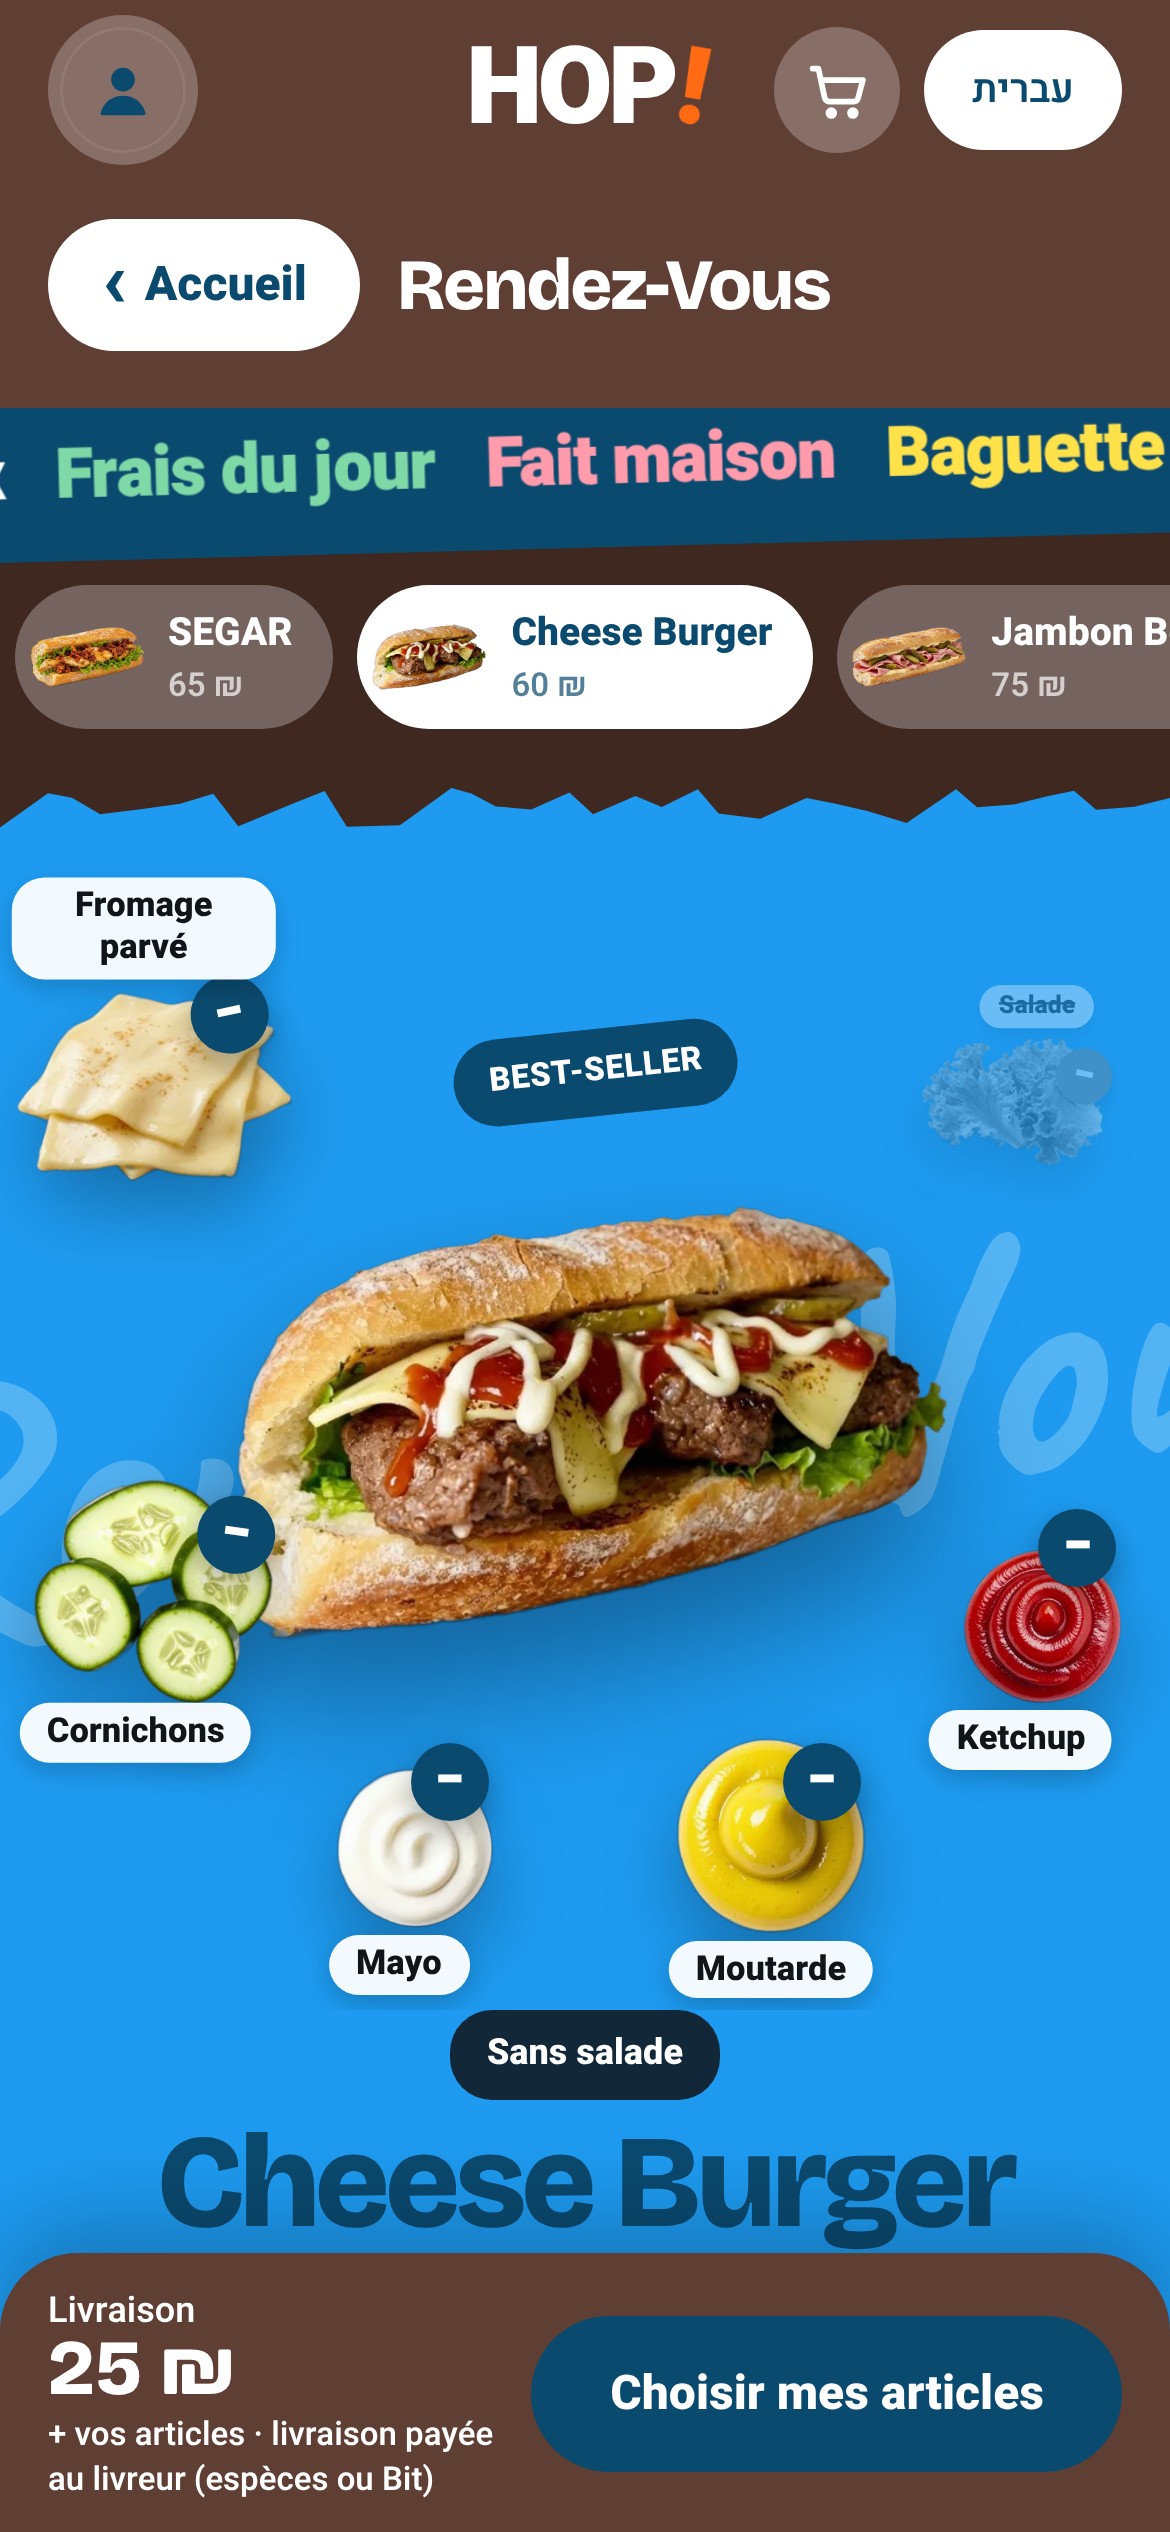 HOP!
עברית
‹ Accueil
Rendez-Vous
Frais du jour Fait maison Baguette
SEGAR
65 ₪
Cheese Burger
60 ₪
Jambon B
75 ₪
Fromage
parvé
Salade
BEST-SELLER
Cornichons
Ketchup
Mayo
Moutarde
Sans salade
Cheese Burger
Livraison
25 ₪
+ vos articles · livraison payée
au livreur (espèces ou Bit)
Choisir mes articles